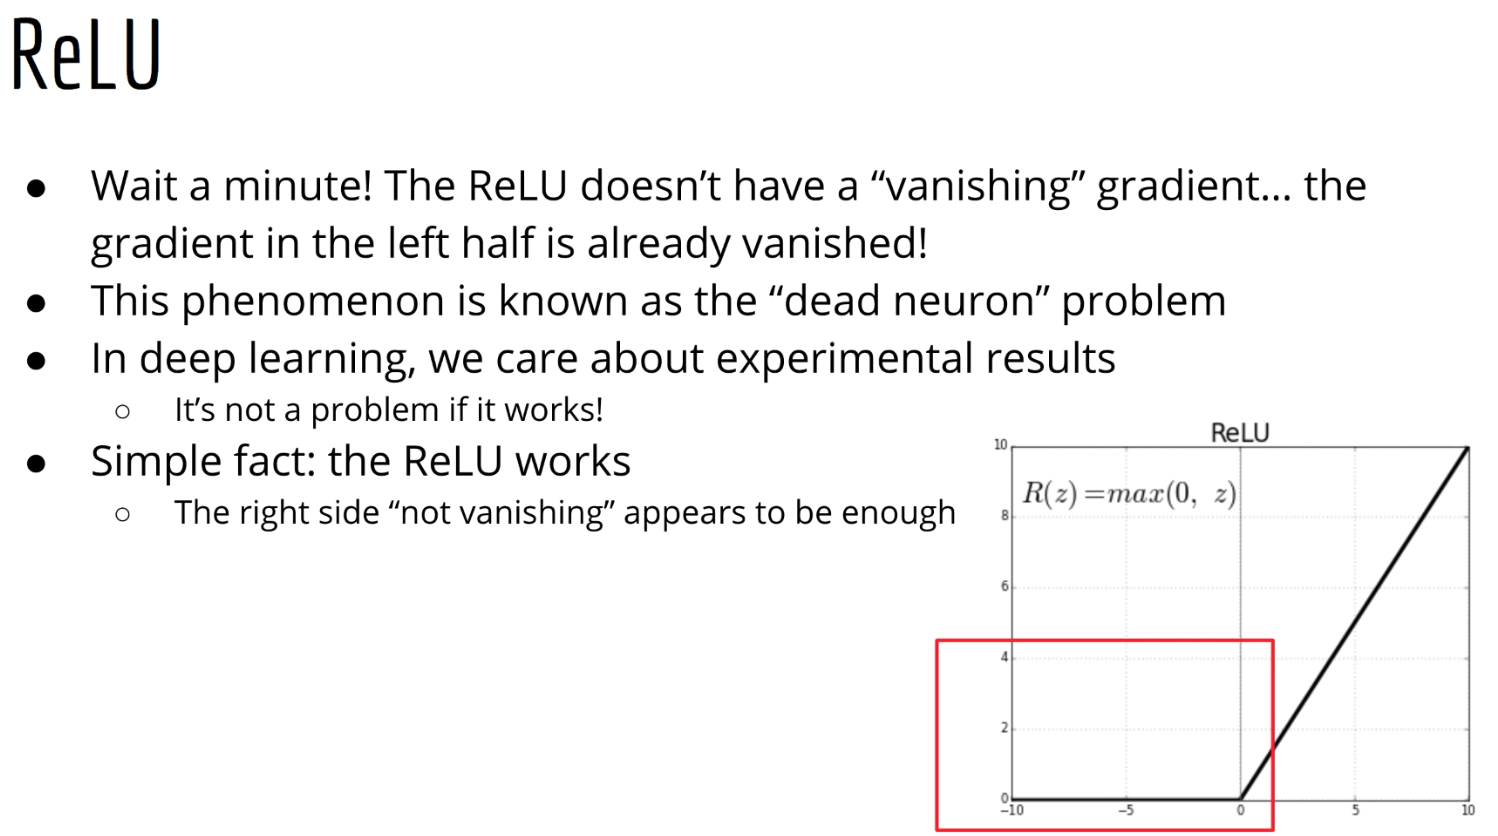 ReLU
● Wait a minute! The ReLU doesn’t have a “vanishing” gradient... the
gradient in the left half is already vanished!
● This phenomenon is known as the “dead neuron” problem
● In deep learning, we care about experimental results
○ It’s not a problem if it works!
● Simple fact: the ReLU works
○ The right side “not vanishing” appears to be enough
ReLU
R(z) =max(0, z)
10
8
6
4
2
0
−10 −5 0 5 10